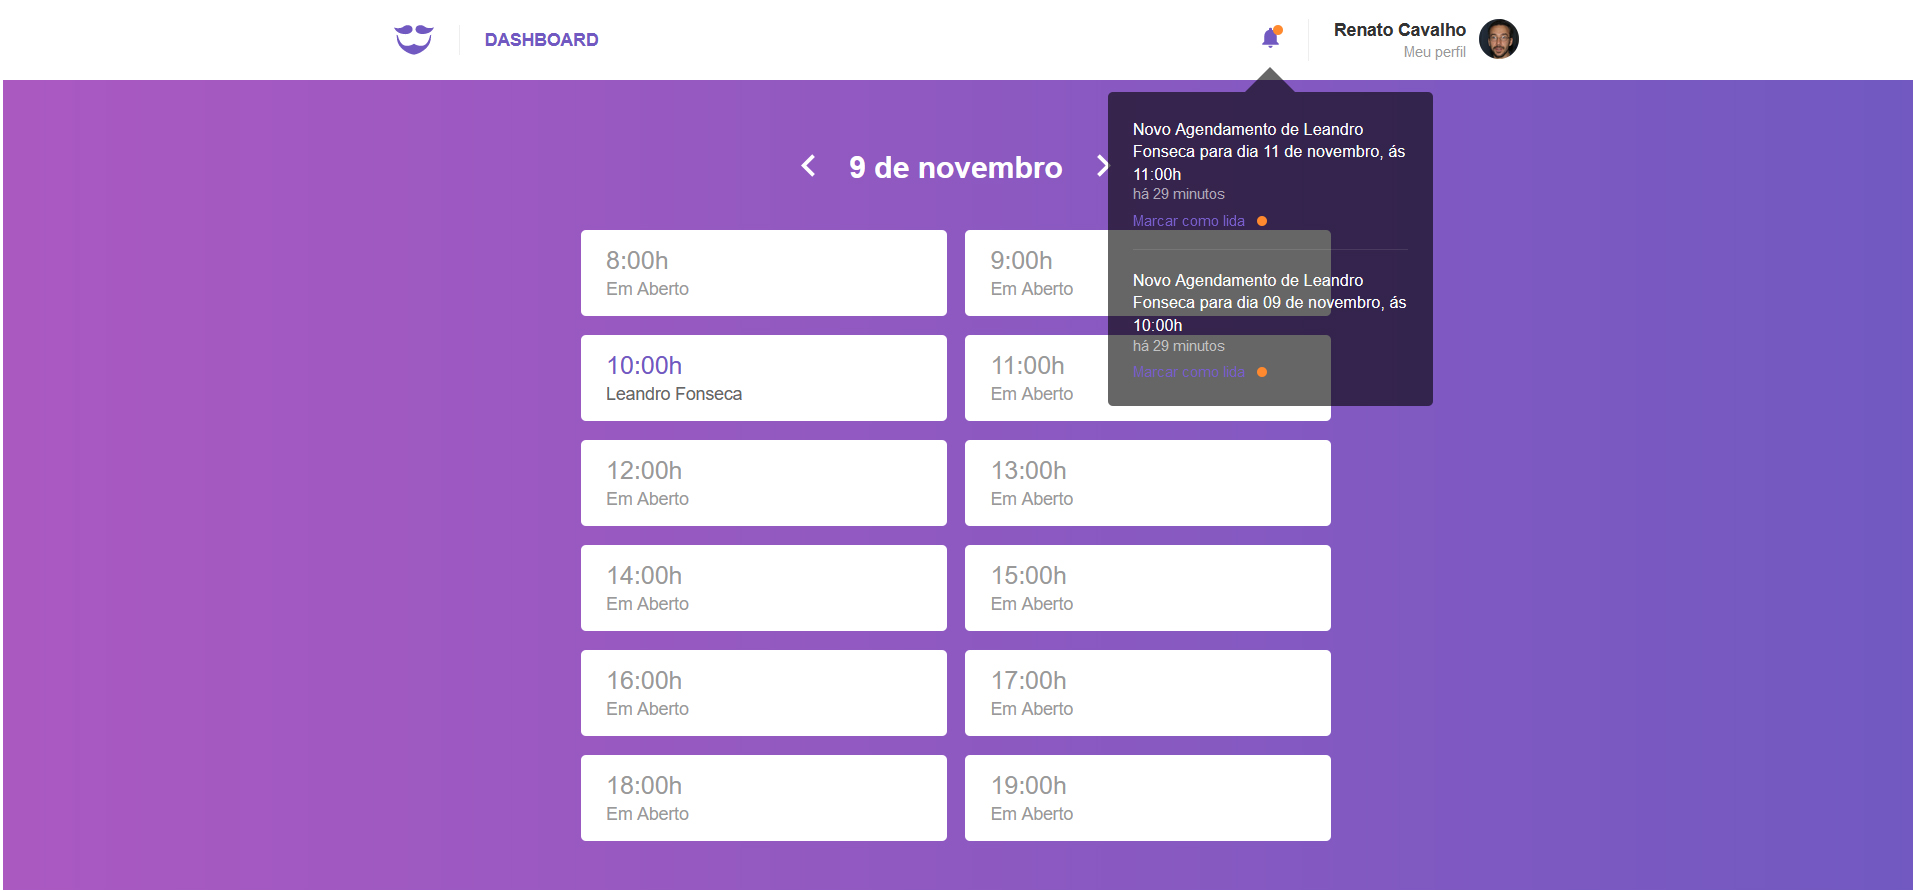 DASHBOARD
Renato Cavalho
Meu perfil
Novo Agendamento de Leandro
Fonseca para dia 11 de novembro, ás
11:00h
há 29 minutos
Marcar como lida
Novo Agendamento de Leandro
Fonseca para dia 09 de novembro, ás
10:00h
há 29 minutos
Marcar como lida
9 de novembro
8:00h
Em Aberto
9:00h
Em Aberto
10:00h
Leandro Fonseca
11:00h
Em Aberto
12:00h
Em Aberto
13:00h
Em Aberto
14:00h
Em Aberto
15:00h
Em Aberto
16:00h
Em Aberto
17:00h
Em Aberto
18:00h
Em Aberto
19:00h
Em Aberto